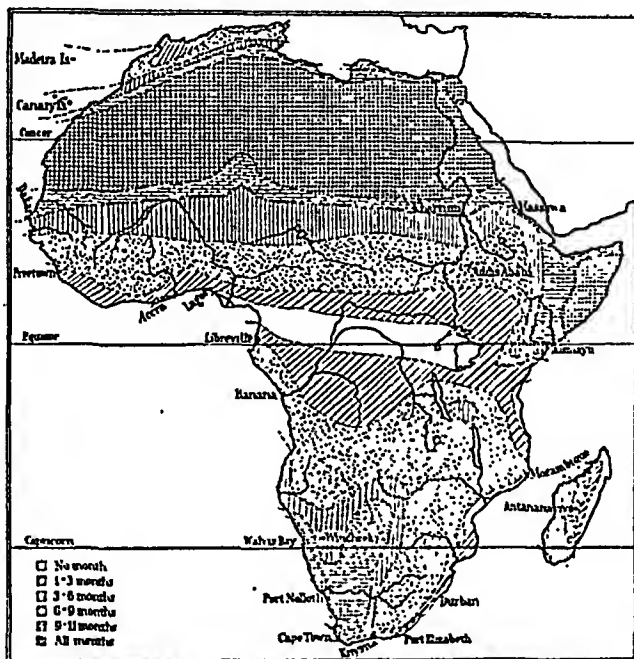 Madeira Is-
Canary Is
Cancer
Massawa
Addis Ababa
Freetown
Accra
Lagos
Equator
Libreville
Banana
Mozambique
Antananarivo
Capricorn
Walvis Bay
Windhoek
No month
1-3 months
3-6 months
6-9 months
9-11 months
All months
Port Nolloth
Durban
Cape Town
Knysna
Port Elizabeth